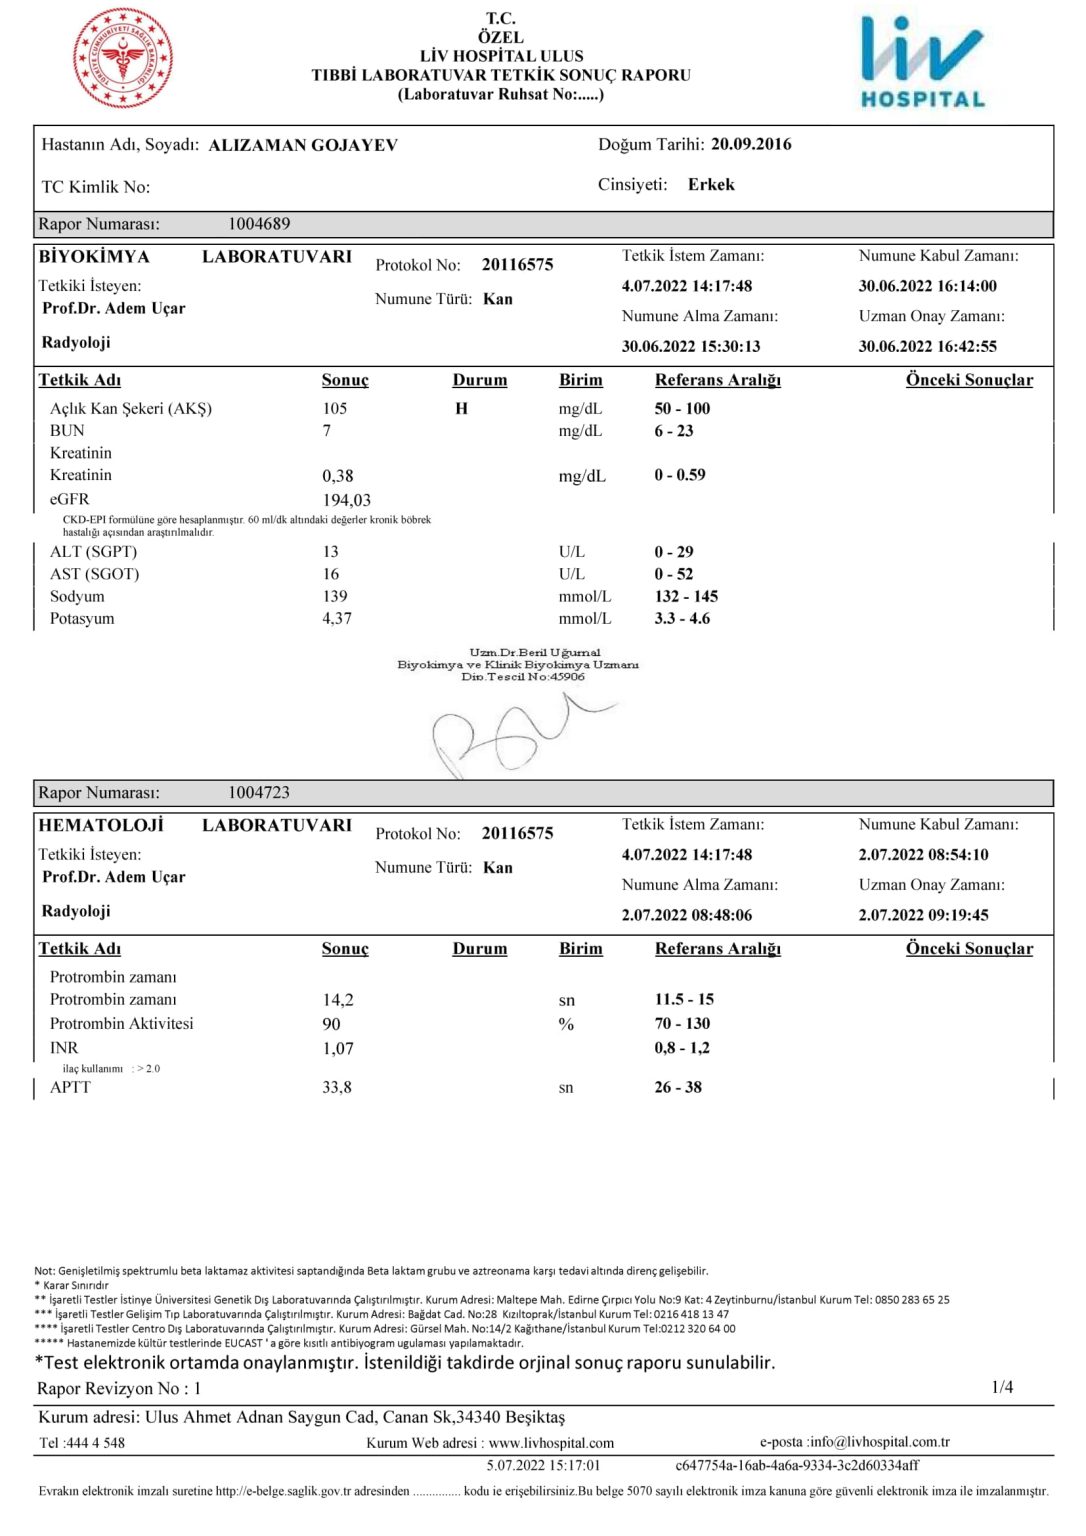 T.C.
ÖZEL
LİV HOSPİTAL ULUS
TIBBİ LABORATUVAR TETKİK SONUÇ RAPORU
(Laboratuvar Ruhsat No:.....)
Liv
HOSPITAL
Hastanın Adı, Soyadı: ALIZAMAN GOJAYEV Doğum Tarihi: 20.09.2016
TC Kimlik No: Cinsiyeti: Erkek
Rapor Numarası: 1004689
BİYOKİMYA LABORATUVARI Protokol No: 20116575 Tetkik İstem Zamanı: Numune Kabul Zamanı:
Tetkiki İsteyen: 4.07.2022 14:17:48 30.06.2022 16:14:00
Prof.Dr. Adem Uçar Numune Türü: Kan Numune Alma Zamanı: Uzman Onay Zamanı:
Radyoloji 30.06.2022 15:30:13 30.06.2022 16:42:55
Tetkik Adı Sonuç Durum Birim Referans Aralığı Önceki Sonuçlar
Açlık Kan Şekeri (AKŞ) 105 H mg/dL 50 - 100
BUN 7 mg/dL 6 - 23
Kreatinin
Kreatinin 0,38 mg/dL 0 - 0.59
eGFR 194,03
CKD-EPI formülüne göre hesaplanmıştır. 60 ml/dk altındaki değerler kronik böbrek
hastalığı açısından araştırılmalıdır.
ALT (SGPT) 13 U/L 0 - 29
AST (SGOT) 16 U/L 0 - 52
Sodyum 139 mmol/L 132 - 145
Potasyum 4,37 mmol/L 3.3 - 4.6
Uzm.Dr.Beril Uğurnal
Biyokimya ve Klinik Biyokimya Uzmanı
Dip.Tescil No:45906
Rapor Numarası: 1004723
HEMATOLOJİ LABORATUVARI Protokol No: 20116575 Tetkik İstem Zamanı: Numune Kabul Zamanı:
Tetkiki İsteyen: 4.07.2022 14:17:48 2.07.2022 08:54:10
Prof.Dr. Adem Uçar Numune Türü: Kan Numune Alma Zamanı: Uzman Onay Zamanı:
Radyoloji 2.07.2022 08:48:06 2.07.2022 09:19:45
Tetkik Adı Sonuç Durum Birim Referans Aralığı Önceki Sonuçlar
Protrombin zamanı
Protrombin zamanı 14,2 sn 11.5 - 15
Protrombin Aktivitesi 90 % 70 - 130
INR 1,07 0,8 - 1,2
ilaç kullanımı : > 2.0
APTT 33,8 sn 26 - 38
Not: Genişletilmiş spektrumlu beta laktamaz aktivitesi saptandığında Beta laktam grubu ve aztreonama karşı tedavi altında direnç gelişebilir.
* Karar Sınırıdır
** İşaretli Testler İstinye Üniversitesi Genetik Dış Laboratuvarında Çalıştırılmıştır. Kurum Adresi: Maltepe Mah. Edirne Çırpıcı Yolu No:9 Kat: 4 Zeytinburnu/İstanbul Kurum Tel: 0850 283 65 25
*** İşaretli Testler Gelişim Tıp Laboratuvarında Çalıştırılmıştır. Kurum Adresi: Bağdat Cad. No:28 Kızıltoprak/İstanbul Kurum Tel: 0216 418 13 47
**** İşaretli Testler Centro Dış Laboratuvarında Çalıştırılmıştır. Kurum Adresi: Gürsel Mah. No:14/2 Kağıthane/İstanbul Kurum Tel:0212 320 64 00
***** Hastanemizde kültür testlerinde EUCAST ' a göre kısıtlı antibiyogram ugulaması yapılamaktadır.
*Test elektronik ortamda onaylanmıştır. İstenildiği takdirde orjinal sonuç raporu sunulabilir.
Rapor Revizyon No : 1 1/4
Kurum adresi: Ulus Ahmet Adnan Saygun Cad, Canan Sk,34340 Beşiktaş
Tel :444 4 548 Kurum Web adresi : www.livhospital.com e-posta :info@livhospital.com.tr
5.07.2022 15:17:01 c647754a-16ab-4a6a-9334-3c2d60334aff
Evrakın elektronik imzalı suretine http://e-belge.saglik.gov.tr adresinden ............... kodu ie erişebilirsiniz.Bu belge 5070 sayılı elektronik imza kanuna göre güvenli elektronik imza ile imzalanmıştır.